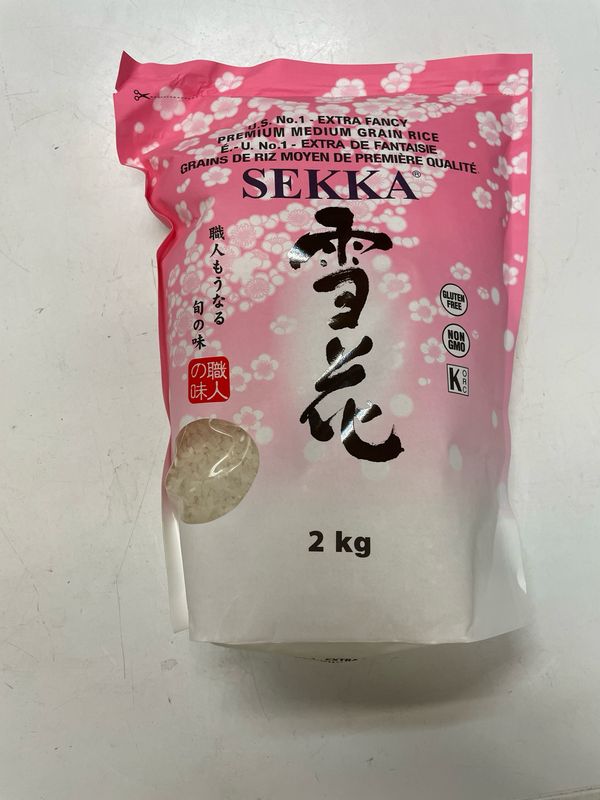 U.S. No.1 - EXTRA FANCY
PREMIUM MEDIUM GRAIN RICE
É.-U. No.1 - EXTRA DE FANTAISIE
GRAINS DE RIZ MOYEN DE PREMIÈRE QUALITÉ
SEKKA®
雪花
職人もうなる
旬の味
職人
の味
GLUTEN
FREE
NON
GMO
K ORC
2 kg
EXTRA